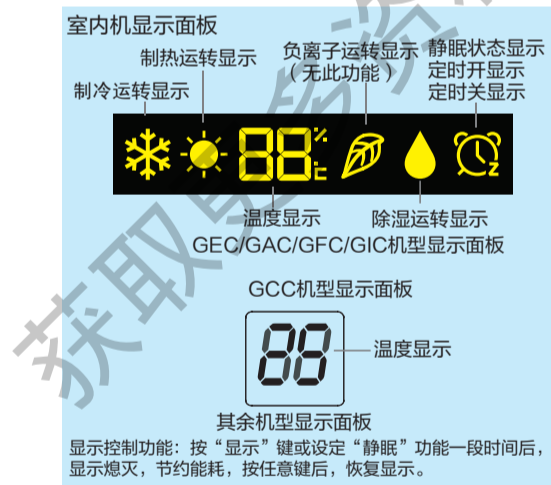 室内机显示面板
制热运转显示
负离子运转显示
（无此功能）
静眠状态显示
定时开显示
定时关显示
制冷运转显示
88%℃
z
温度显示
除湿运转显示
GEC/GAC/GFC/GIC机型显示面板
GCC机型显示面板
88
温度显示
其余机型显示面板
显示控制功能：按“显示”键或设定“静眠”功能一段时间后，
显示熄灭，节约能耗，按任意键后，恢复显示。
获取更多资